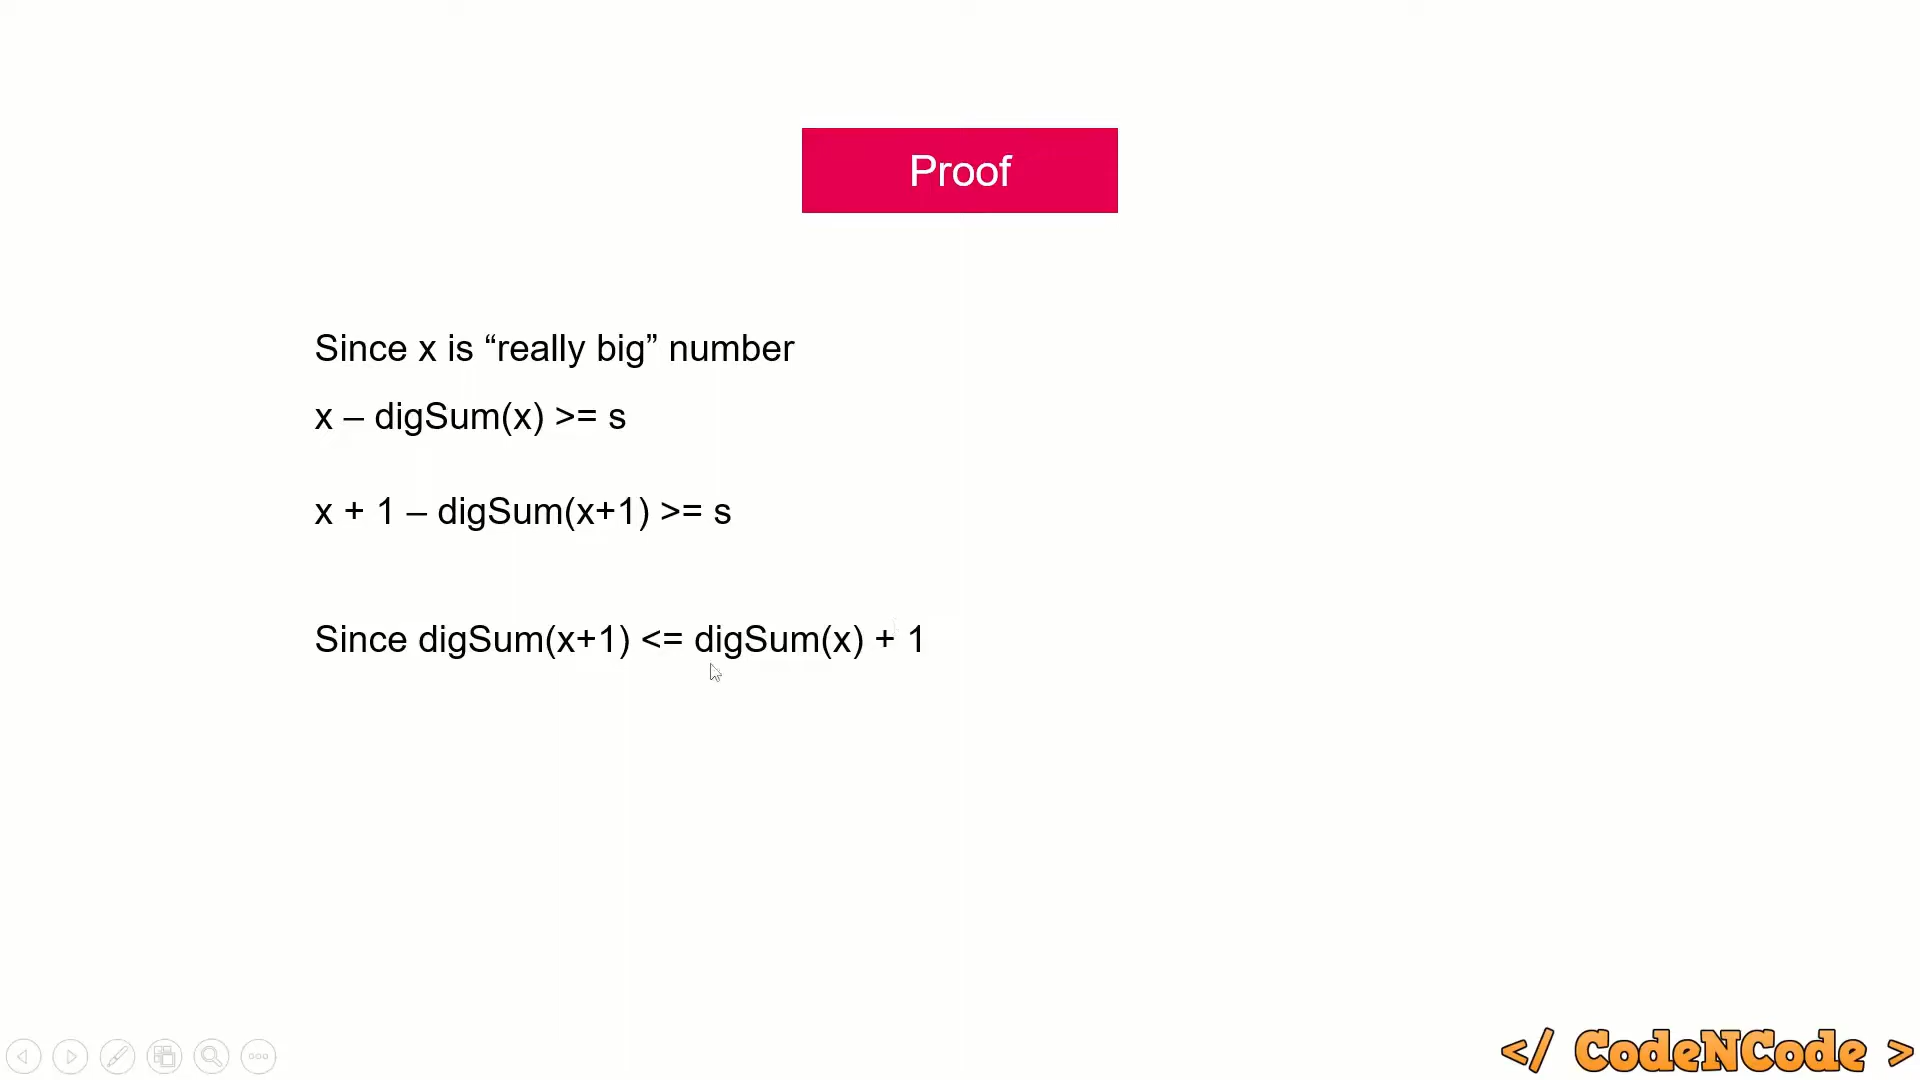 Proof
Since x is “really big” number
x – digSum(x) >= s
x + 1 – digSum(x+1) >= s
Since digSum(x+1) <= digSum(x) + 1
</ CodeNCode >